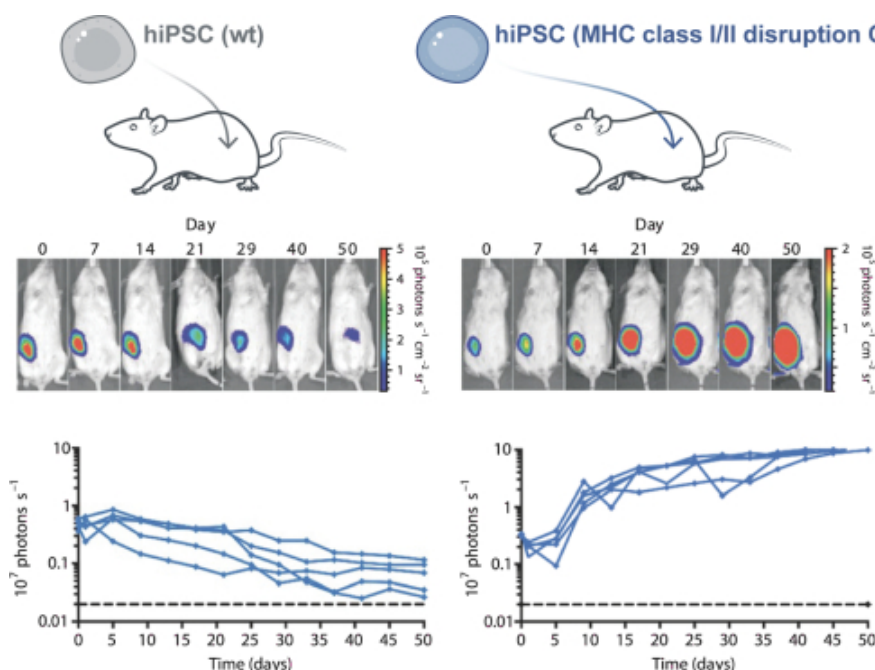 hiPSC (wt)
hiPSC (MHC class I/II disruption
Day
0 7 14 21 29 40 50
5
4
3
2
1
10⁵ photons s⁻¹ cm⁻² sr⁻¹
Day
0 7 14 21 29 40 50
2
1
10⁵ photons s⁻¹ cm⁻² sr⁻¹
10
1
0.1
0.01
10⁷ photons s⁻¹
0 5 10 15 20 25 30 35 40 45 50
Time (days)
10
1
0.1
0.01
10⁷ photons s⁻¹
0 5 10 15 20 25 30 35 40 45 50
Time (days)